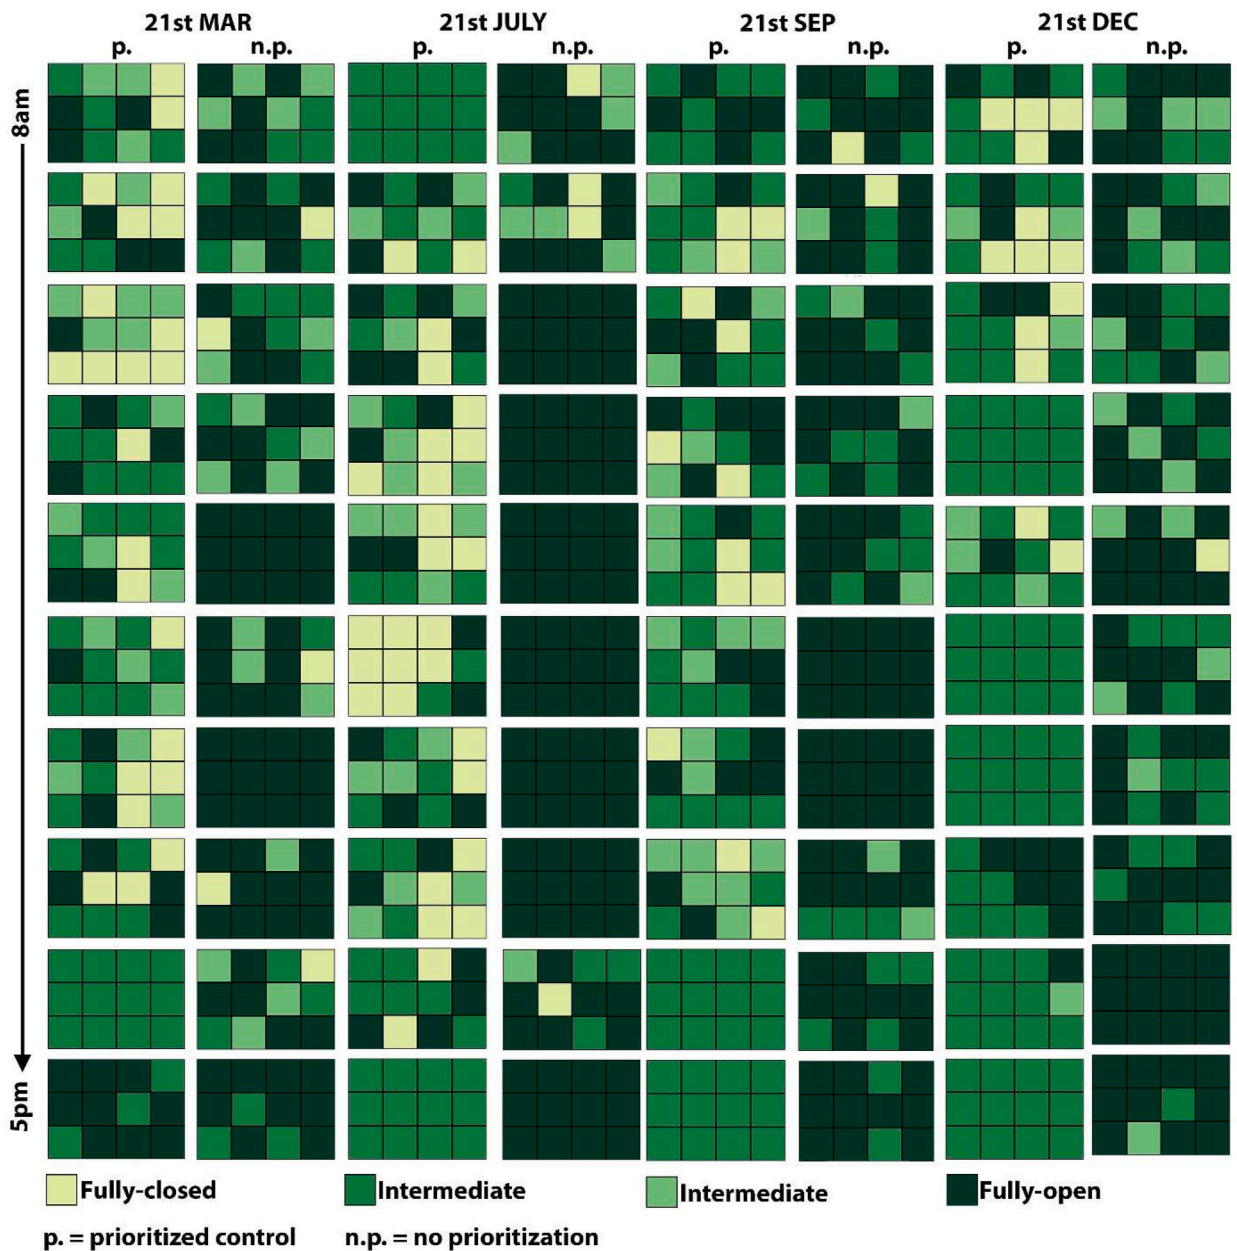 21st MAR 21st JULY 21st SEP 21st DEC
p. n.p. p. n.p. p. n.p. p. n.p.
8am
5pm
Fully-closed Intermediate Intermediate Fully-open
p. = prioritized control n.p. = no prioritization